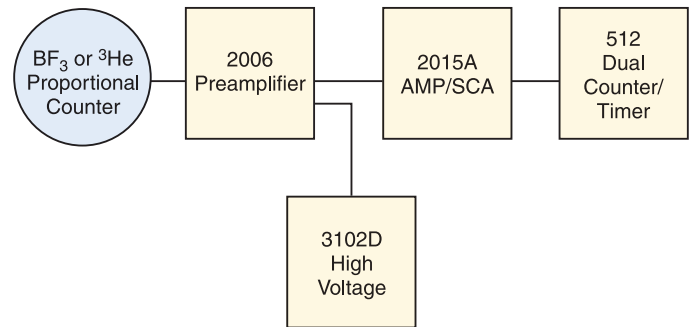 BF₃ or ³He
Proportional
Counter
2006
Preamplifier
2015A
AMP/SCA
512
Dual
Counter/
Timer
3102D
High
Voltage